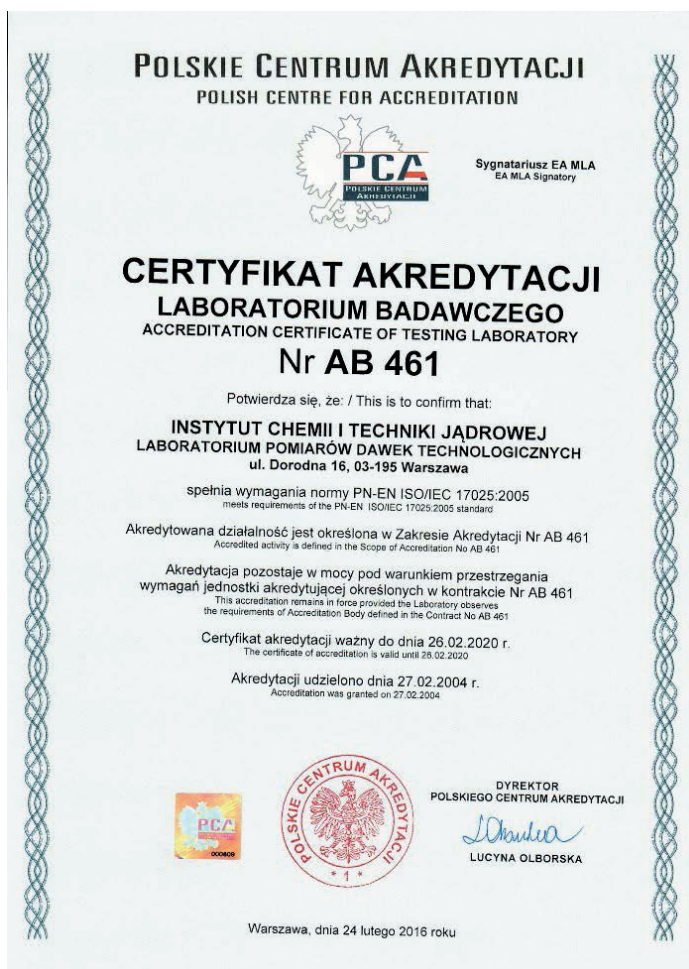 POLSKIE CENTRUM AKREDYTACJI
POLISH CENTRE FOR ACCREDITATION
PCA
POLSKIE CENTRUM
AKREDYTACJI
Sygnatariusz EA MLA
EA MLA Signatory
CERTYFIKAT AKREDYTACJI
LABORATORIUM BADAWCZEGO
ACCREDITATION CERTIFICATE OF TESTING LABORATORY
Nr AB 461
Potwierdza się, że: / This is to confirm that:
INSTYTUT CHEMII I TECHNIKI JĄDROWEJ
LABORATORIUM POMIARÓW DAWEK TECHNOLOGICZNYCH
ul. Dorodna 16, 03-195 Warszawa
spełnia wymagania normy PN-EN ISO/IEC 17025:2005
meets requirements of the PN-EN ISO/IEC 17025:2005 standard
Akredytowana działalność jest określona w Zakresie Akredytacji Nr AB 461
Accredited activity is defined in the Scope of Accreditation No AB 461
Akredytacja pozostaje w mocy pod warunkiem przestrzegania
wymagań jednostki akredytującej określonych w kontrakcie Nr AB 461
This accreditation remains in force provided the Laboratory observes
the requirements of Accreditation Body defined in the Contract No AB 461
Certyfikat akredytacji ważny do dnia 26.02.2020 r.
The certificate of accreditation is valid until 26.02.2020
Akredytacji udzielono dnia 27.02.2004 r.
Accreditation was granted on 27.02.2004
PCA
000409
POLSKIE CENTRUM AKREDYTACJI
* 1 *
DYREKTOR
POLSKIEGO CENTRUM AKREDYTACJI
LUCYNA OLBORSKA
Warszawa, dnia 24 lutego 2016 roku